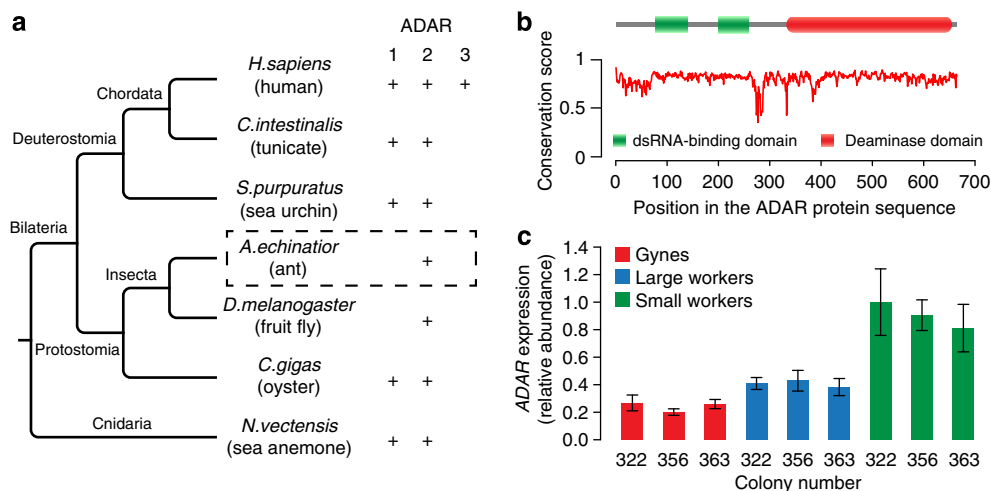 a
ADAR
1 2 3
H.sapiens
(human)
+ + +
Chordata
C.intestinalis
(tunicate)
+ +
Deuterostomia
S.purpuratus
(sea urchin)
+ +
Bilateria
A.echinatior
(ant)
+
Insecta
D.melanogaster
(fruit fly)
+
Protostomia
C.gigas
(oyster)
+ +
Cnidaria
N.vectensis
(sea anemone)
+ +
b
Conservation score
1
0.5
0
dsRNA-binding domain
Deaminase domain
0 100 200 300 400 500 600 700
Position in the ADAR protein sequence
c
ADAR expression
(relative abundance)
1.4
1.2
1.0
0.8
0.6
0.4
0.2
0.0
Gynes
Large workers
Small workers
322 356 363 322 356 363 322 356 363
Colony number